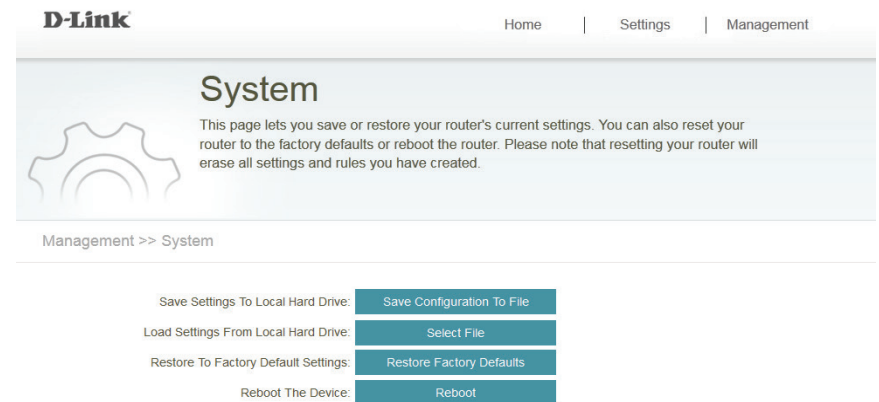 D-Link
Home | Settings | Management
System
This page lets you save or restore your router's current settings. You can also reset your
router to the factory defaults or reboot the router. Please note that resetting your router will
erase all settings and rules you have created.
Management >> System
Save Settings To Local Hard Drive: Save Configuration To File
Load Settings From Local Hard Drive: Select File
Restore To Factory Default Settings: Restore Factory Defaults
Reboot The Device: Reboot